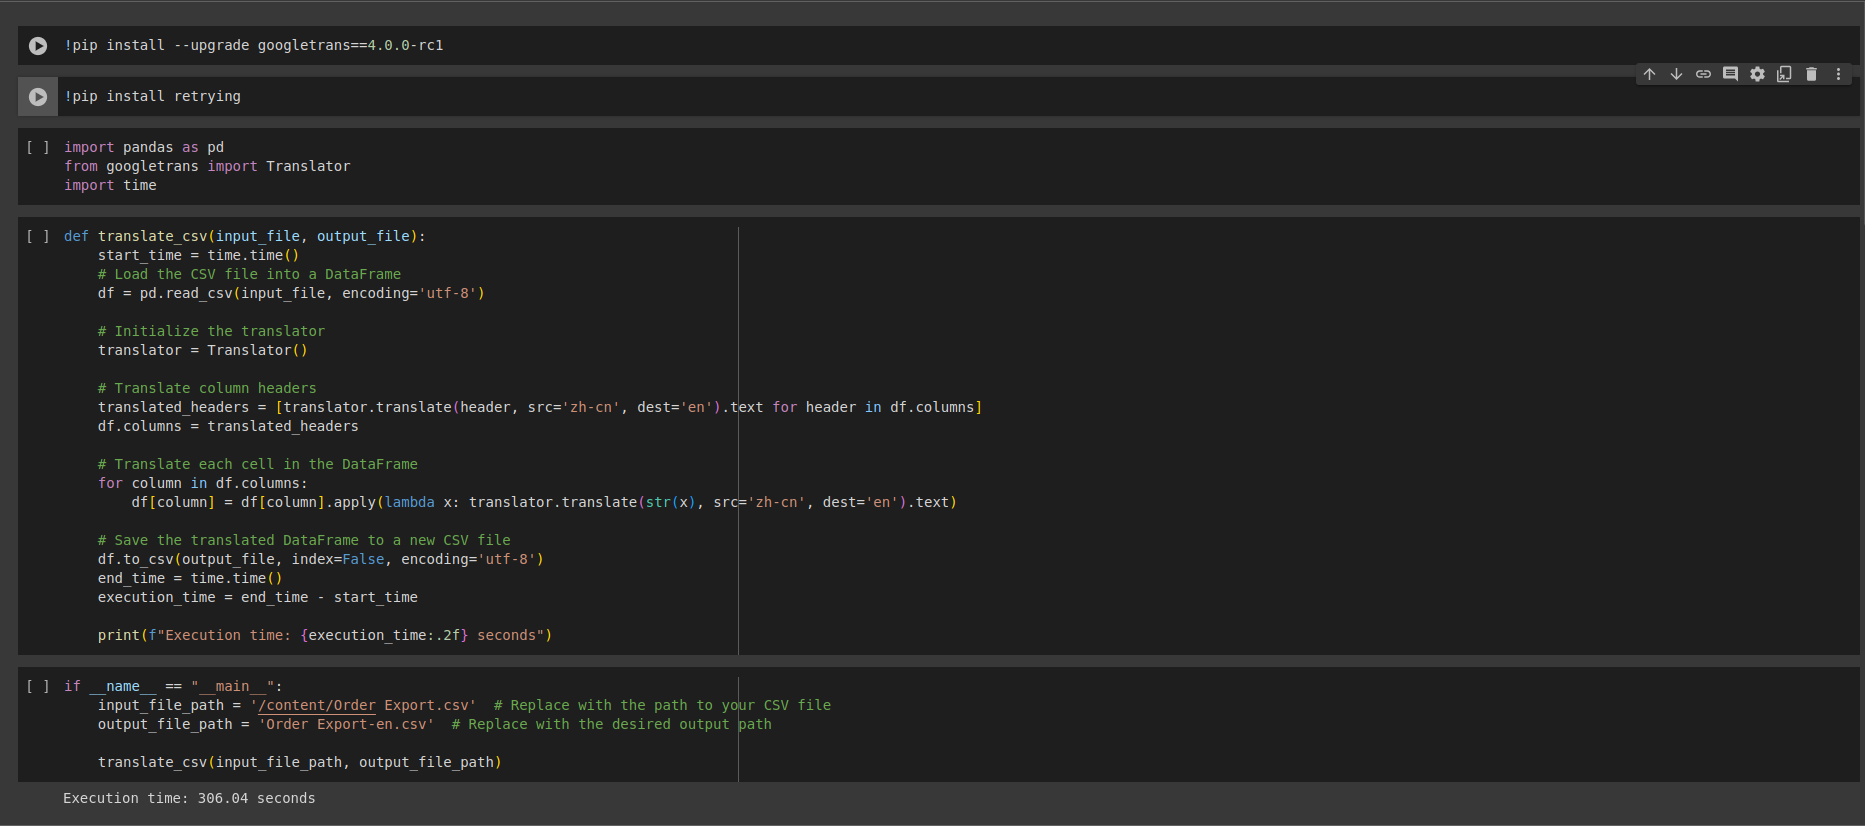 !pip install --upgrade googletrans==4.0.0-rc1
!pip install retrying
[ ] import pandas as pd
from googletrans import Translator
import time
[ ] def translate_csv(input_file, output_file):
    start_time = time.time()
    # Load the CSV file into a DataFrame
    df = pd.read_csv(input_file, encoding='utf-8')
    # Initialize the translator
    translator = Translator()
    # Translate column headers
    translated_headers = [translator.translate(header, src='zh-cn', dest='en').text for header in df.columns]
    df.columns = translated_headers
    # Translate each cell in the DataFrame
    for column in df.columns:
        df[column] = df[column].apply(lambda x: translator.translate(str(x), src='zh-cn', dest='en').text)
    # Save the translated DataFrame to a new CSV file
    df.to_csv(output_file, index=False, encoding='utf-8')
    end_time = time.time()
    execution_time = end_time - start_time
    print(f"Execution time: {execution_time:.2f} seconds")
[ ] if __name__ == "__main__":
    input_file_path = '/content/Order Export.csv'  # Replace with the path to your CSV file
    output_file_path = 'Order Export-en.csv'  # Replace with the desired output path
    translate_csv(input_file_path, output_file_path)
Execution time: 306.04 seconds